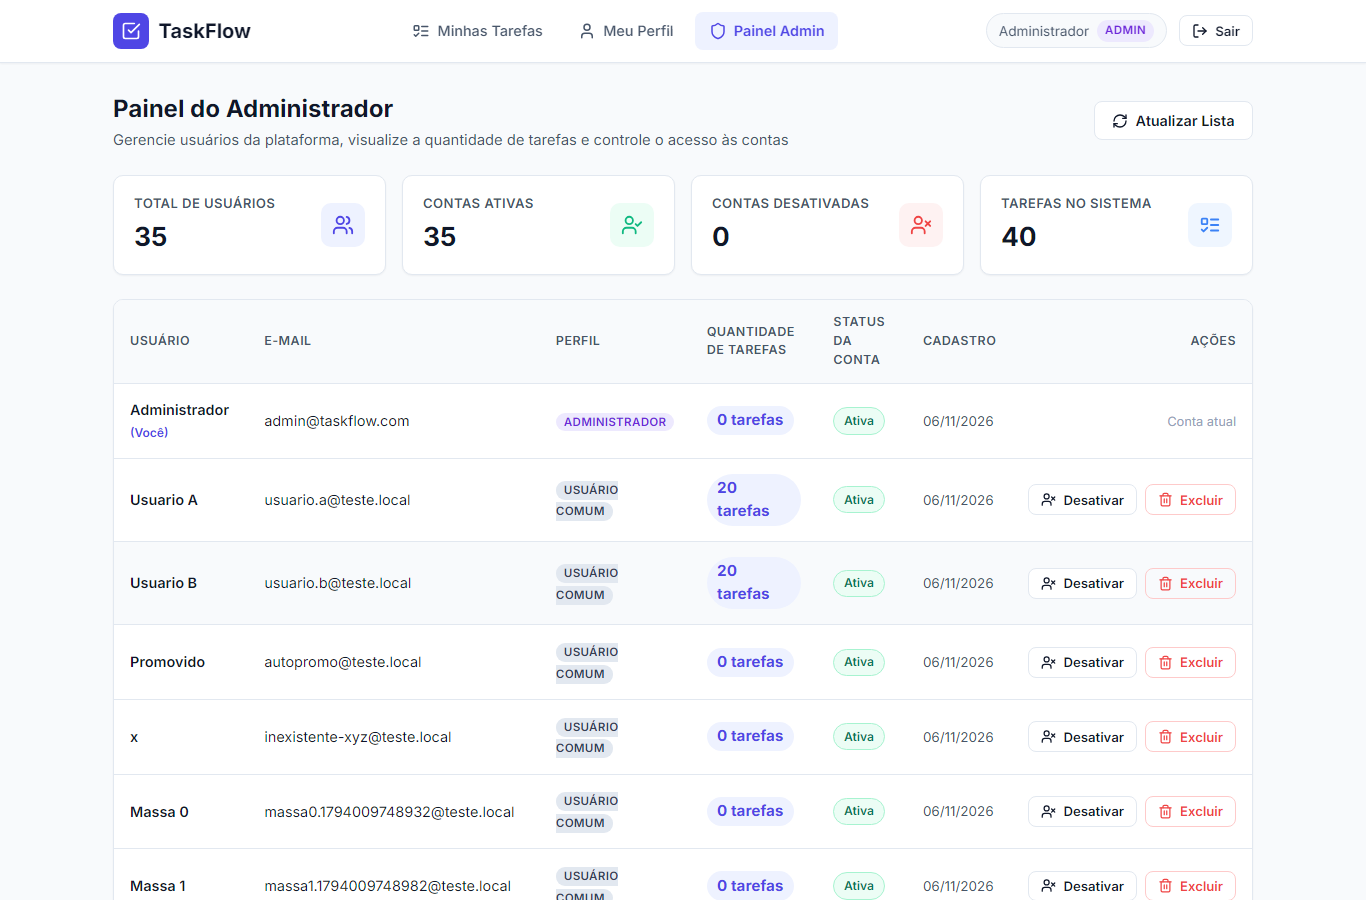 TaskFlow
Minhas Tarefas
Meu Perfil
Painel Admin
Administrador ADMIN
Sair
Painel do Administrador
Gerencie usuários da plataforma, visualize a quantidade de tarefas e controle o acesso às contas
Atualizar Lista
TOTAL DE USUÁRIOS
35
CONTAS ATIVAS
35
CONTAS DESATIVADAS
0
TAREFAS NO SISTEMA
40
USUÁRIO
E-MAIL
PERFIL
QUANTIDADE
DE TAREFAS
STATUS
DA
CONTA
CADASTRO
AÇÕES
Administrador
(Você)
admin@taskflow.com
ADMINISTRADOR
0 tarefas
Ativa
06/11/2026
Conta atual
Usuario A
usuario.a@teste.local
USUÁRIO
COMUM
20
tarefas
Ativa
06/11/2026
Desativar
Excluir
Usuario B
usuario.b@teste.local
USUÁRIO
COMUM
20
tarefas
Ativa
06/11/2026
Desativar
Excluir
Promovido
autopromo@teste.local
USUÁRIO
COMUM
0 tarefas
Ativa
06/11/2026
Desativar
Excluir
x
inexistente-xyz@teste.local
USUÁRIO
COMUM
0 tarefas
Ativa
06/11/2026
Desativar
Excluir
Massa 0
massa0.1794009748932@teste.local
USUÁRIO
COMUM
0 tarefas
Ativa
06/11/2026
Desativar
Excluir
Massa 1
massa1.1794009748982@teste.local
USUÁRIO
COMUM
0 tarefas
Ativa
06/11/2026
Desativar
Excluir